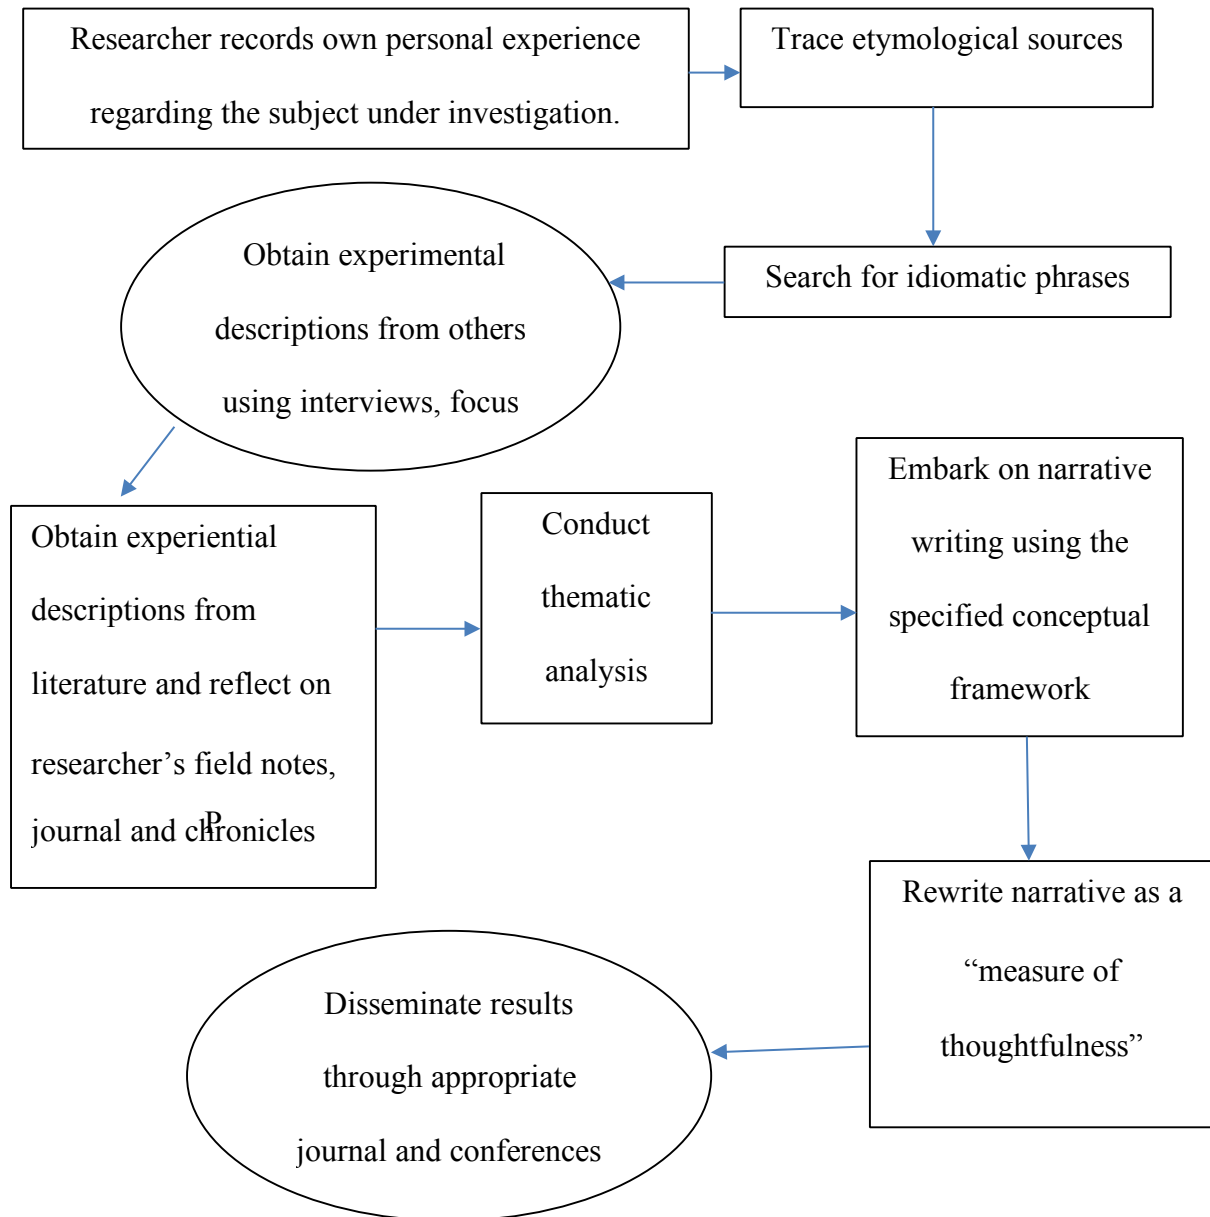 Researcher records own personal experience
regarding the subject under investigation.
Trace etymological sources
Search for idiomatic phrases
Obtain experimental
descriptions from others
using interviews, focus
Obtain experiential
descriptions from
literature and reflect on
researcher’s field notes,
journal and chronicles
P
Conduct
thematic
analysis
Embark on narrative
writing using the
specified conceptual
framework
Rewrite narrative as a
“measure of
thoughtfulness”
Disseminate results
through appropriate
journal and conferences